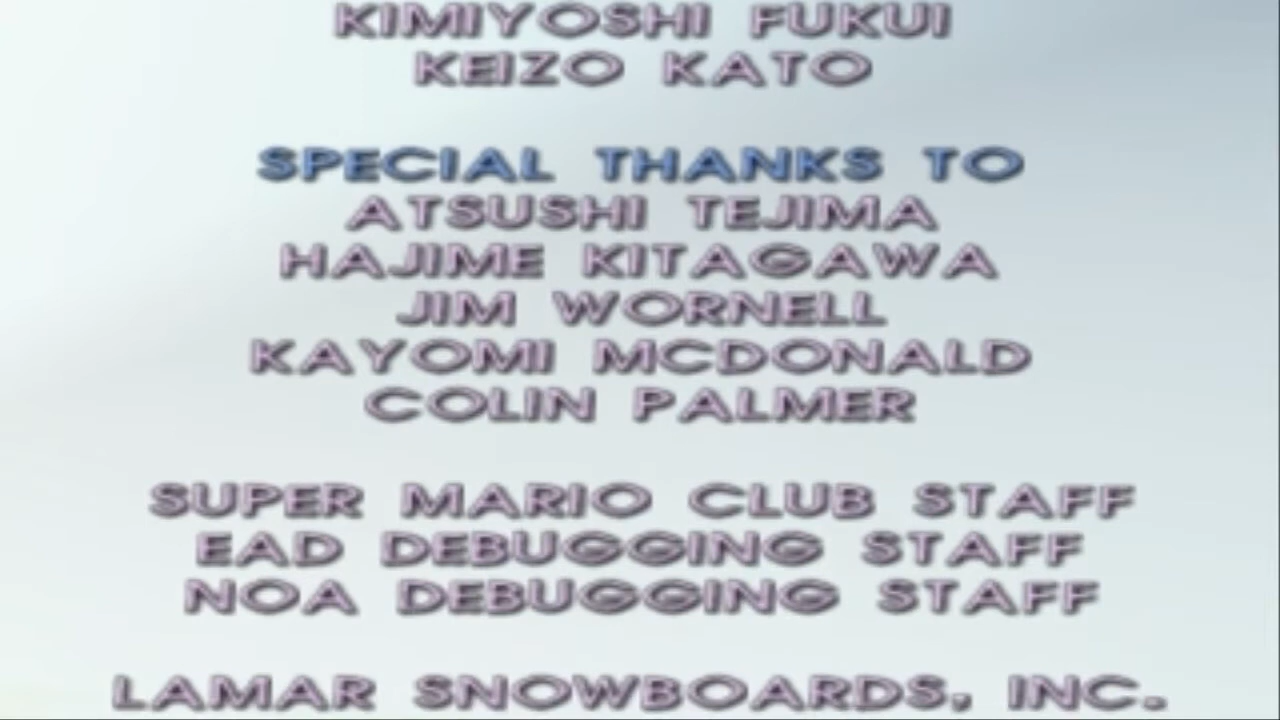 KIMIYOSHI FUKUI
KEIZO KATO
SPECIAL THANKS TO
ATSUSHI TEJIMA
HAJIME KITAGAWA
JIM WORNELL
KAYOMI MCDONALD
COLIN PALMER
SUPER MARIO CLUB STAFF
EAD DEBUGGING STAFF
NOA DEBUGGING STAFF
LAMAR SNOWBOARDS, INC.